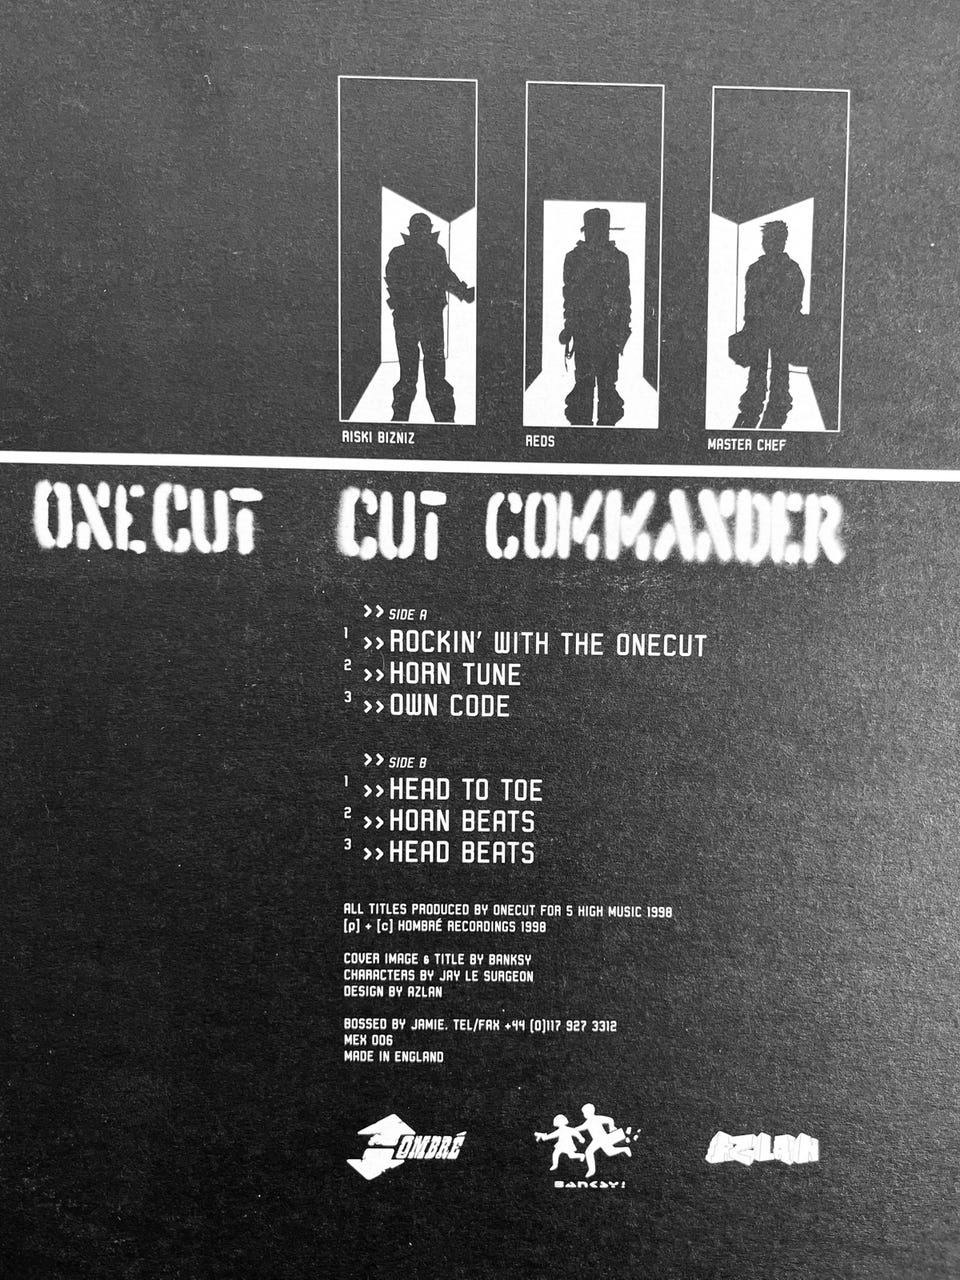 RISKI BIZNIZ
REDS
MASTER CHEF
ONECUT CUT COMMANDER
>> SIDE A
1 >> ROCKIN' WITH THE ONECUT
2 >> HORN TUNE
3 >> OWN CODE
>> SIDE B
1 >> HEAD TO TOE
2 >> HORN BEATS
3 >> HEAD BEATS
ALL TITLES PRODUCED BY ONECUT FOR 5 HIGH MUSIC 1998
[p] + [c] HOMBRÉ RECORDINGS 1998
COVER IMAGE & TITLE BY BANKSY
CHARACTERS BY JAY LE SURGEON
DESIGN BY AZLAN
BOSSED BY JAMIE. TEL/FAX +44 (0)117 927 3312
MEX 006
MADE IN ENGLAND
HOMBRÉ
BANKSY!
AZLAN